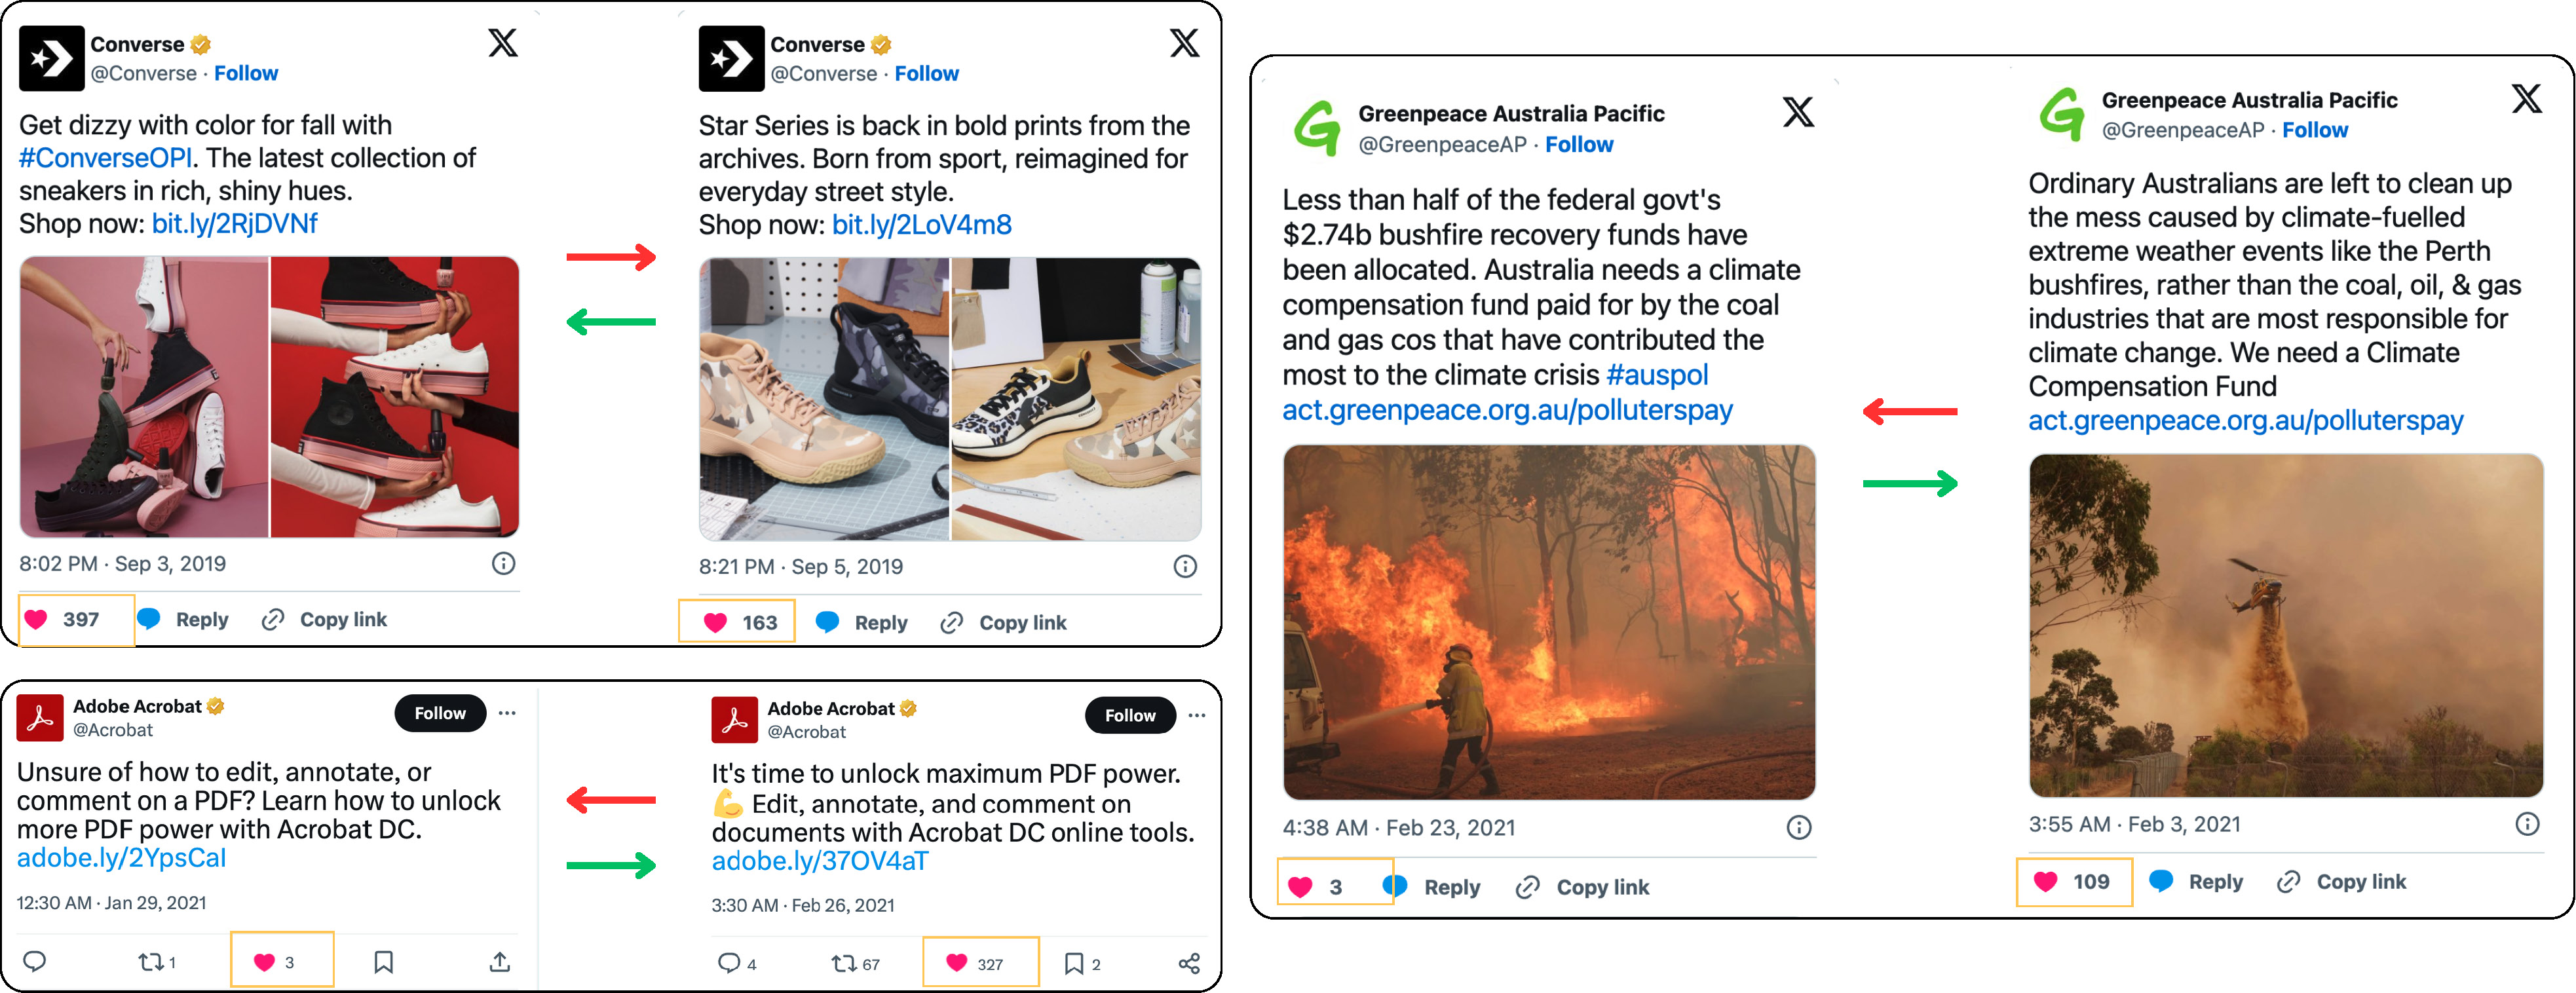 Converse
@Converse · Follow
Get dizzy with color for fall with
#ConverseOPI. The latest collection of
sneakers in rich, shiny hues.
Shop now: bit.ly/2RjDVNf
8:02 PM · Sep 3, 2019
397 Reply Copy link
Converse
@Converse · Follow
Star Series is back in bold prints from the
archives. Born from sport, reimagined for
everyday street style.
Shop now: bit.ly/2LoV4m8
8:21 PM · Sep 5, 2019
163 Reply Copy link
Adobe Acrobat
@Acrobat
Follow
Unsure of how to edit, annotate, or
comment on a PDF? Learn how to unlock
more PDF power with Acrobat DC.
adobe.ly/2YpsCaI
12:30 AM · Jan 29, 2021
1 3
Adobe Acrobat
@Acrobat
Follow
It's time to unlock maximum PDF power.
💪 Edit, annotate, and comment on
documents with Acrobat DC online tools.
adobe.ly/37OV4aT
3:30 AM · Feb 26, 2021
4 67 327 2
Greenpeace Australia Pacific
@GreenpeaceAP · Follow
Less than half of the federal govt's
$2.74b bushfire recovery funds have
been allocated. Australia needs a climate
compensation fund paid for by the coal
and gas cos that have contributed the
most to the climate crisis #auspol
act.greenpeace.org.au/polluterspay
4:38 AM · Feb 23, 2021
3 Reply Copy link
Greenpeace Australia Pacific
@GreenpeaceAP · Follow
Ordinary Australians are left to clean up
the mess caused by climate-fuelled
extreme weather events like the Perth
bushfires, rather than the coal, oil, & gas
industries that are most responsible for
climate change. We need a Climate
Compensation Fund
act.greenpeace.org.au/polluterspay
3:55 AM · Feb 3, 2021
109 Reply Copy link